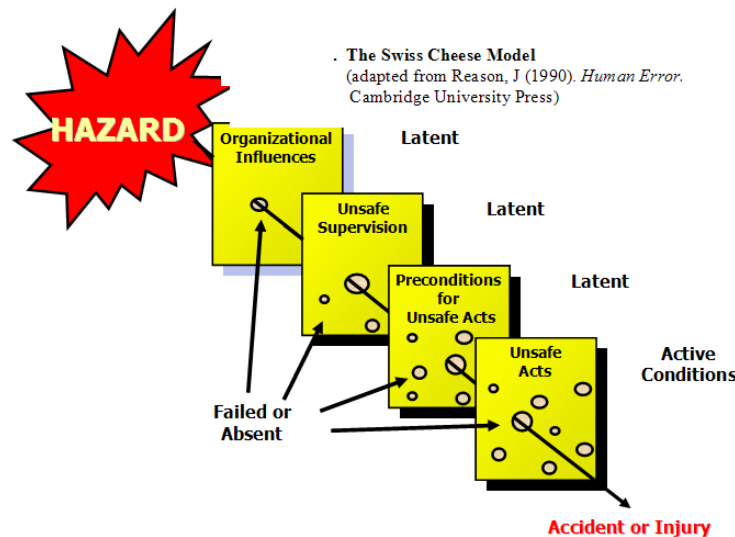 . The Swiss Cheese Model
(adapted from Reason, J (1990). Human Error.
Cambridge University Press)
HAZARD
Organizational
Influences
Latent
Unsafe
Supervision
Latent
Preconditions
for
Unsafe Acts
Latent
Unsafe
Acts
Active
Conditions
Failed or
Absent
Accident or Injury